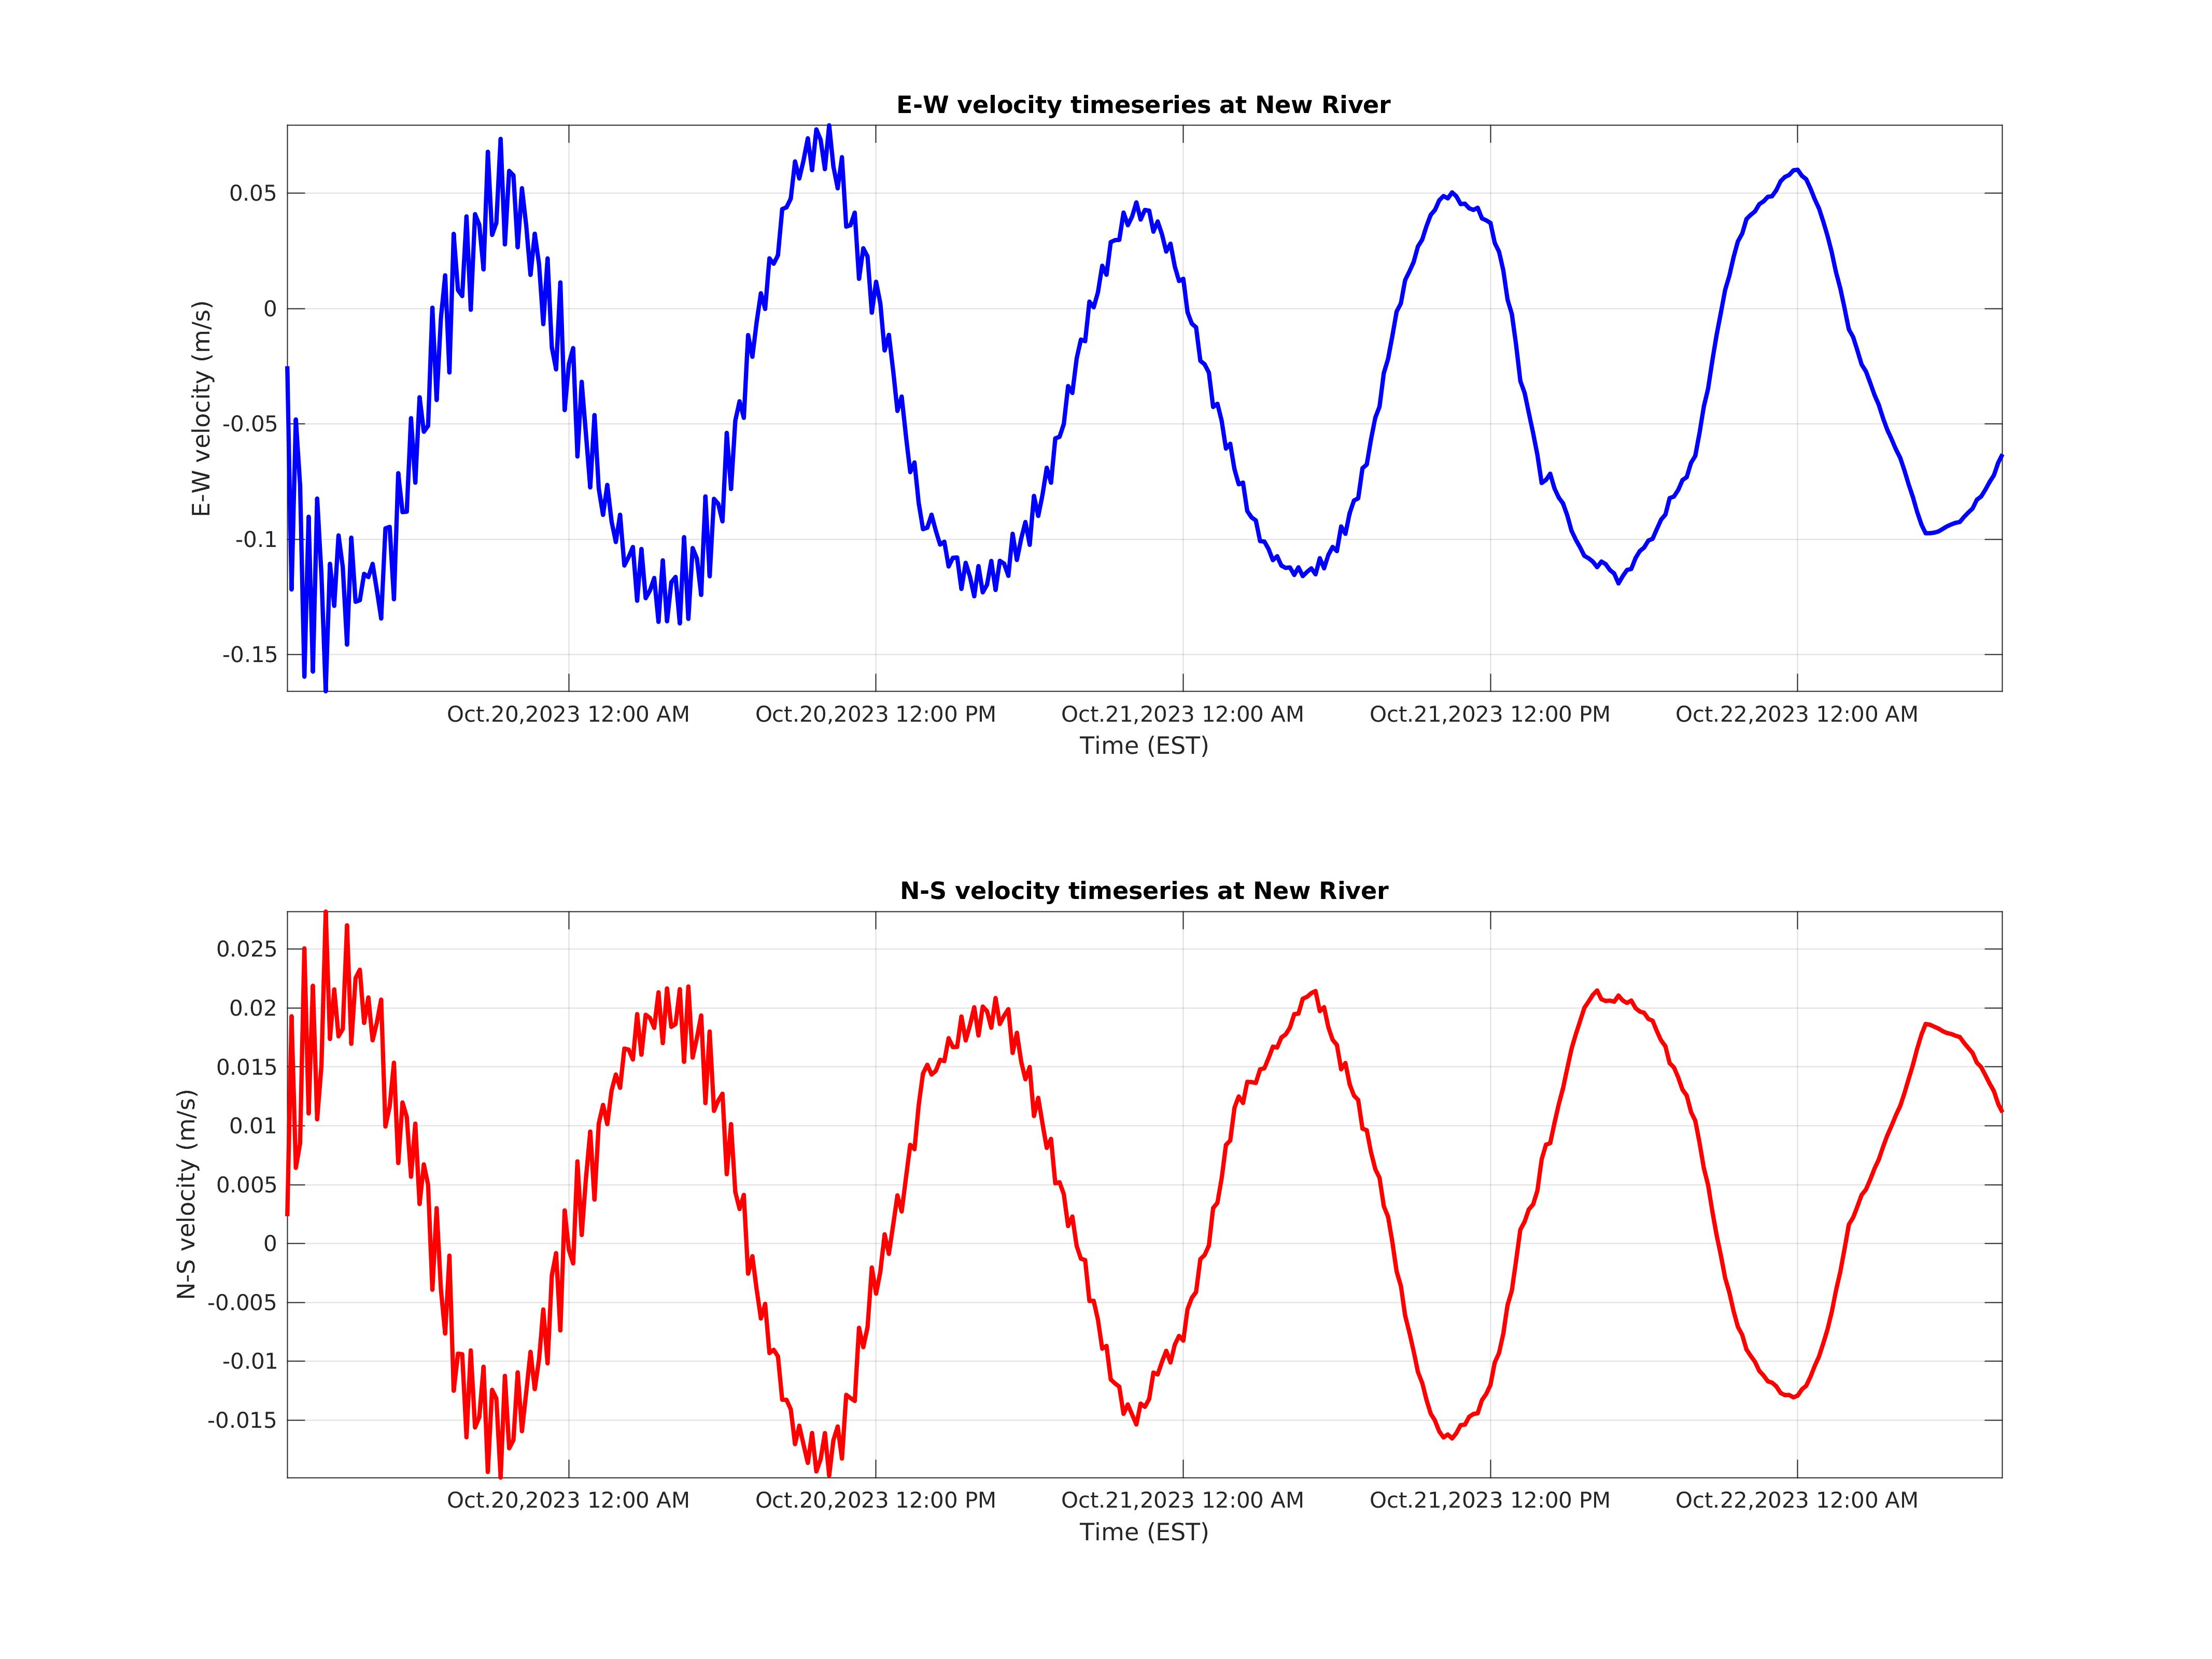 E-W velocity timeseries at New River
E-W velocity (m/s)
0.05
0
-0.05
-0.1
-0.15
Oct.20,2023 12:00 AM
Oct.20,2023 12:00 PM
Oct.21,2023 12:00 AM
Oct.21,2023 12:00 PM
Oct.22,2023 12:00 AM
Time (EST)
N-S velocity timeseries at New River
N-S velocity (m/s)
0.025
0.02
0.015
0.01
0.005
0
-0.005
-0.01
-0.015
Oct.20,2023 12:00 AM
Oct.20,2023 12:00 PM
Oct.21,2023 12:00 AM
Oct.21,2023 12:00 PM
Oct.22,2023 12:00 AM
Time (EST)